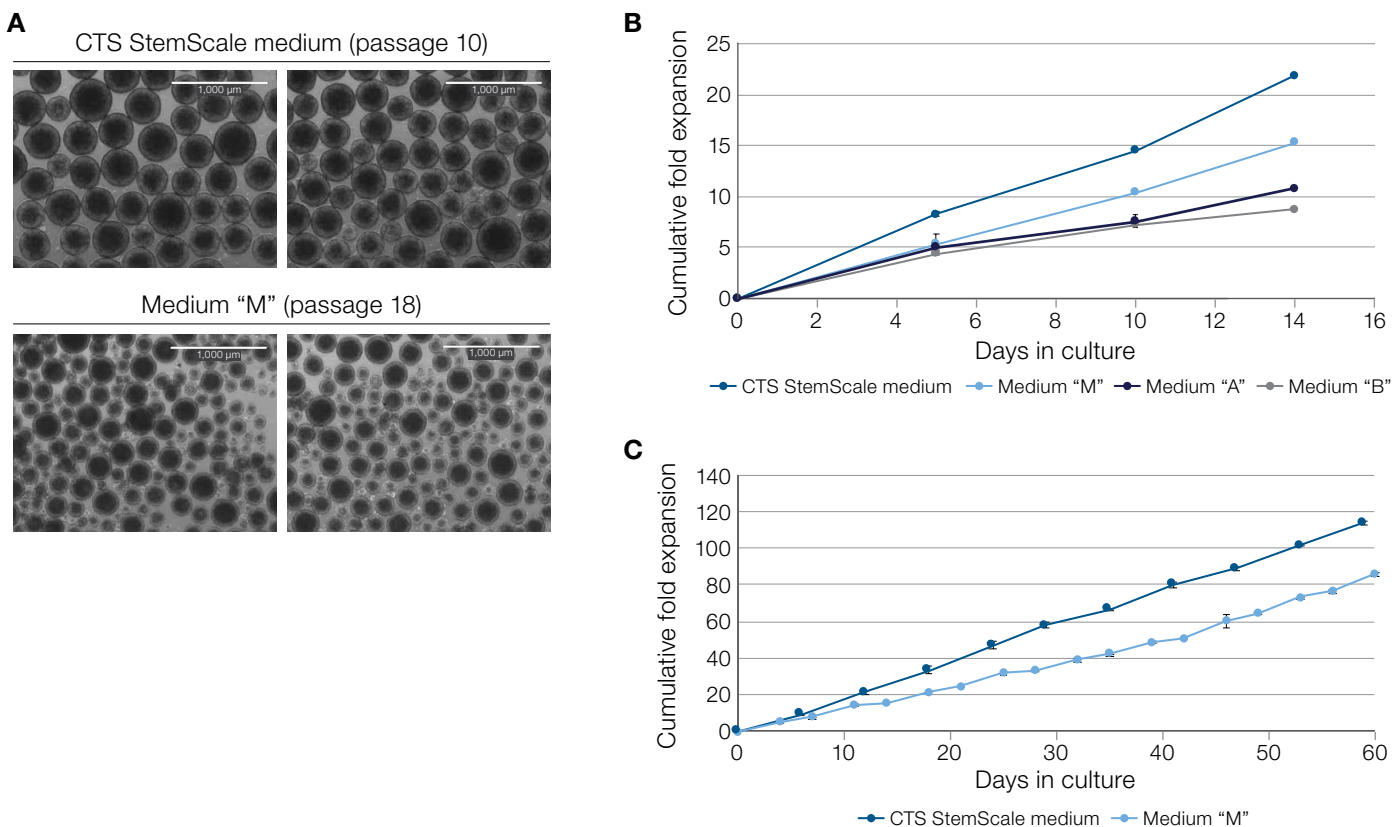 A
CTS StemScale medium (passage 10)
1,000 µm
1,000 µm
Medium “M” (passage 18)
1,000 µm
1,000 µm
B
Cumulative fold expansion
25
20
15
10
5
0
0 2 4 6 8 10 12 14 16
Days in culture
CTS StemScale medium Medium “M” Medium “A” Medium “B”
C
Cumulative fold expansion
140
120
100
80
60
40
20
0
0 10 20 30 40 50 60
Days in culture
CTS StemScale medium Medium “M”